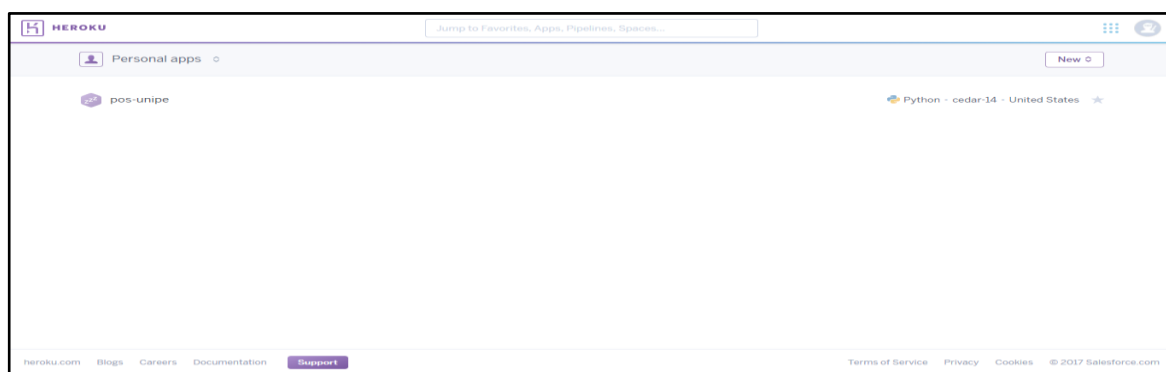 HEROKU Jump to Favorites, Apps, Pipelines, Spaces...
Personal apps New
pos-unipe Python · cedar-14 · United States
heroku.com Blogs Careers Documentation Support Terms of Service Privacy Cookies © 2017 Salesforce.com